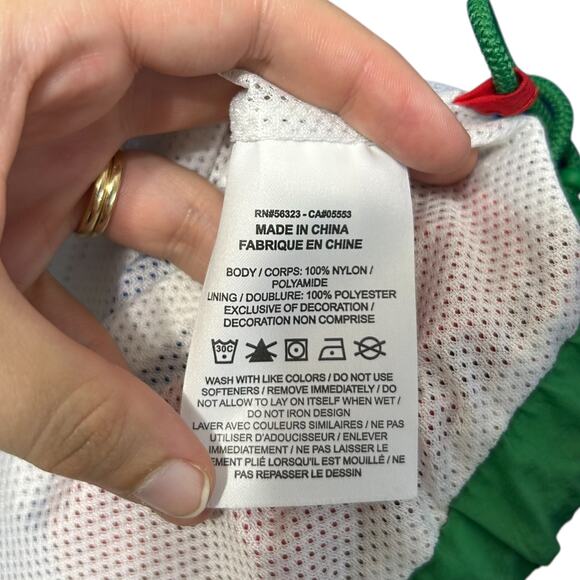 RN#56323 - CA#05553
MADE IN CHINA
FABRIQUE EN CHINE
BODY / CORPS: 100% NYLON /
POLYAMIDE
LINING / DOUBLURE: 100% POLYESTER
EXCLUSIVE OF DECORATION /
DECORATION NON COMPRISE
30C
WASH WITH LIKE COLORS / DO NOT USE
SOFTENERS / REMOVE IMMEDIATELY / DO
NOT ALLOW TO LAY ON ITSELF WHEN WET /
DO NOT IRON DESIGN
LAVER AVEC COULEURS SIMILAIRES / NE PAS
UTILISER D'ADOUCISSEUR / ENLEVER
IMMÉDIATEMENT / NE PAS LAISSER LE
PLIÉ LORSQU'IL EST MOUILLÉ / NE
PAS REPASSER LE DESSIN